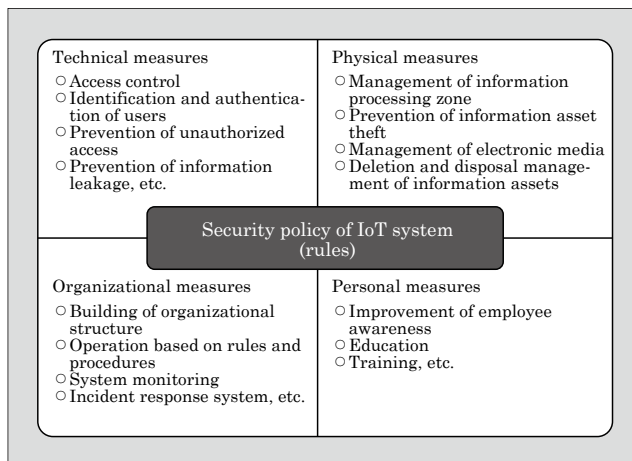 Technical measures
○ Access control
○ Identification and authentica-
tion of users
○ Prevention of unauthorized
access
○ Prevention of information
leakage, etc.
Physical measures
○ Management of information
processing zone
○ Prevention of information asset
theft
○ Management of electronic media
○ Deletion and disposal manage-
ment of information assets
Security policy of IoT system
(rules)
Organizational measures
○ Building of organizational
structure
○ Operation based on rules and
procedures
○ System monitoring
○ Incident response system, etc.
Personal measures
○ Improvement of employee
awareness
○ Education
○ Training, etc.